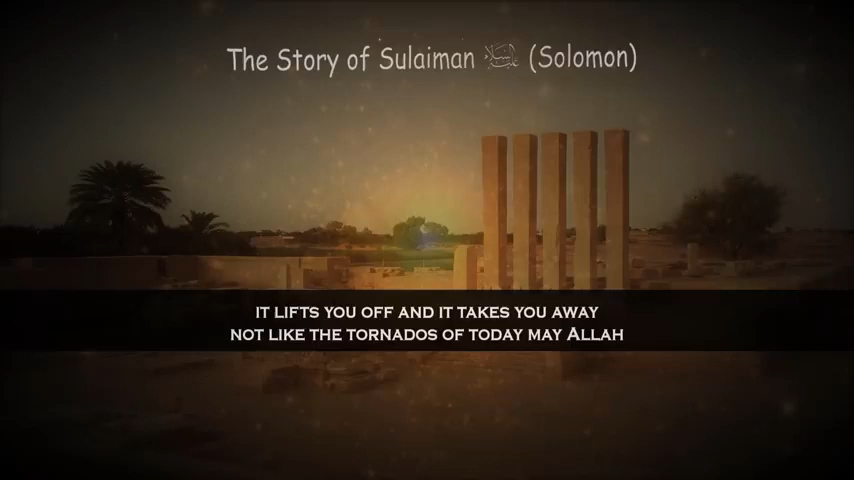 The Story of Sulaiman عليه السلام (Solomon)
IT LIFTS YOU OFF AND IT TAKES YOU AWAY
NOT LIKE THE TORNADOS OF TODAY MAY ALLAH